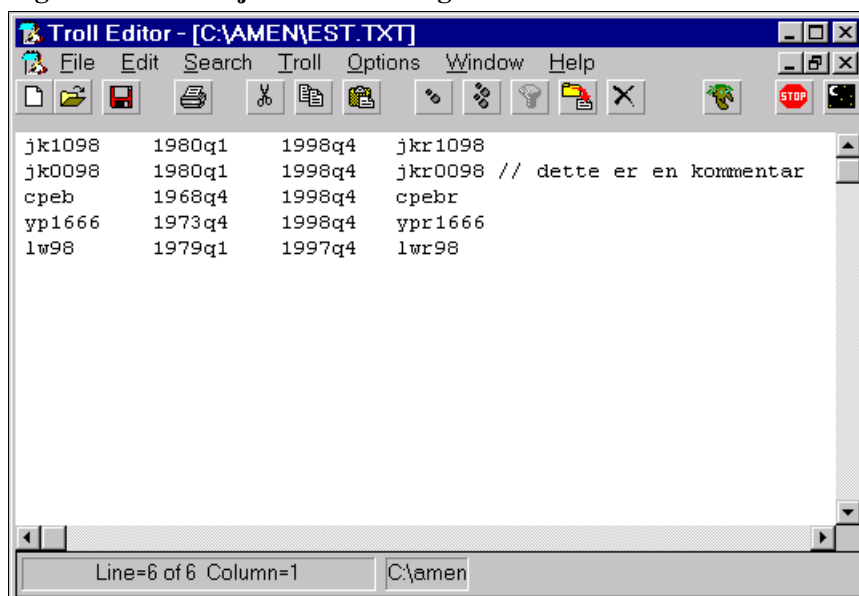 Troll Editor - [C:\AMEN\EST.TXT]
File Edit Search Troll Options Window Help
STOP
jk1098 1980q1 1998q4 jkr1098
jk0098 1980q1 1998q4 jkr0098 // dette er en kommentar
cpeb 1968q4 1998q4 cpebr
yp1666 1973q4 1998q4 ypr1666
lw98 1979q1 1997q4 lwr98
Line=6 of 6 Column=1 C:\amen